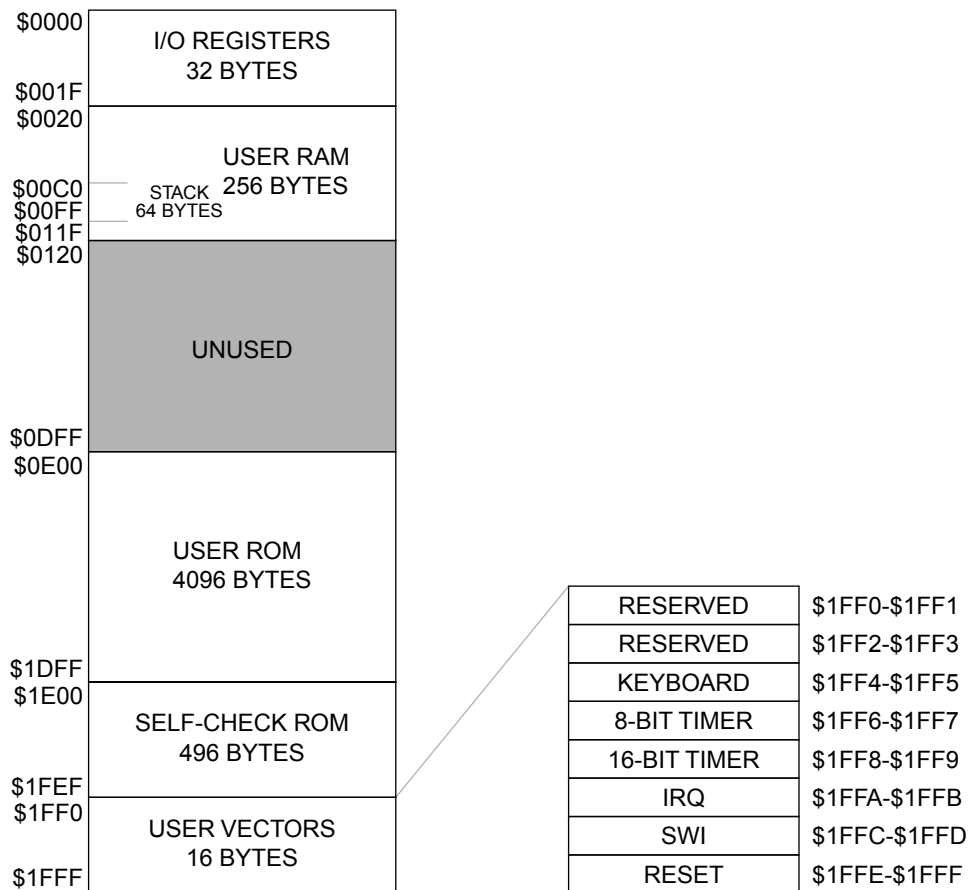 $0000
I/O REGISTERS
32 BYTES
$001F
$0020
USER RAM
256 BYTES
$00C0
STACK
64 BYTES
$00FF
$011F
$0120
UNUSED
$0DFF
$0E00
USER ROM
4096 BYTES
$1DFF
$1E00
SELF-CHECK ROM
496 BYTES
$1FEF
$1FF0
USER VECTORS
16 BYTES
$1FFF
RESERVED $1FF0-$1FF1
RESERVED $1FF2-$1FF3
KEYBOARD $1FF4-$1FF5
8-BIT TIMER $1FF6-$1FF7
16-BIT TIMER $1FF8-$1FF9
IRQ $1FFA-$1FFB
SWI $1FFC-$1FFD
RESET $1FFE-$1FFF